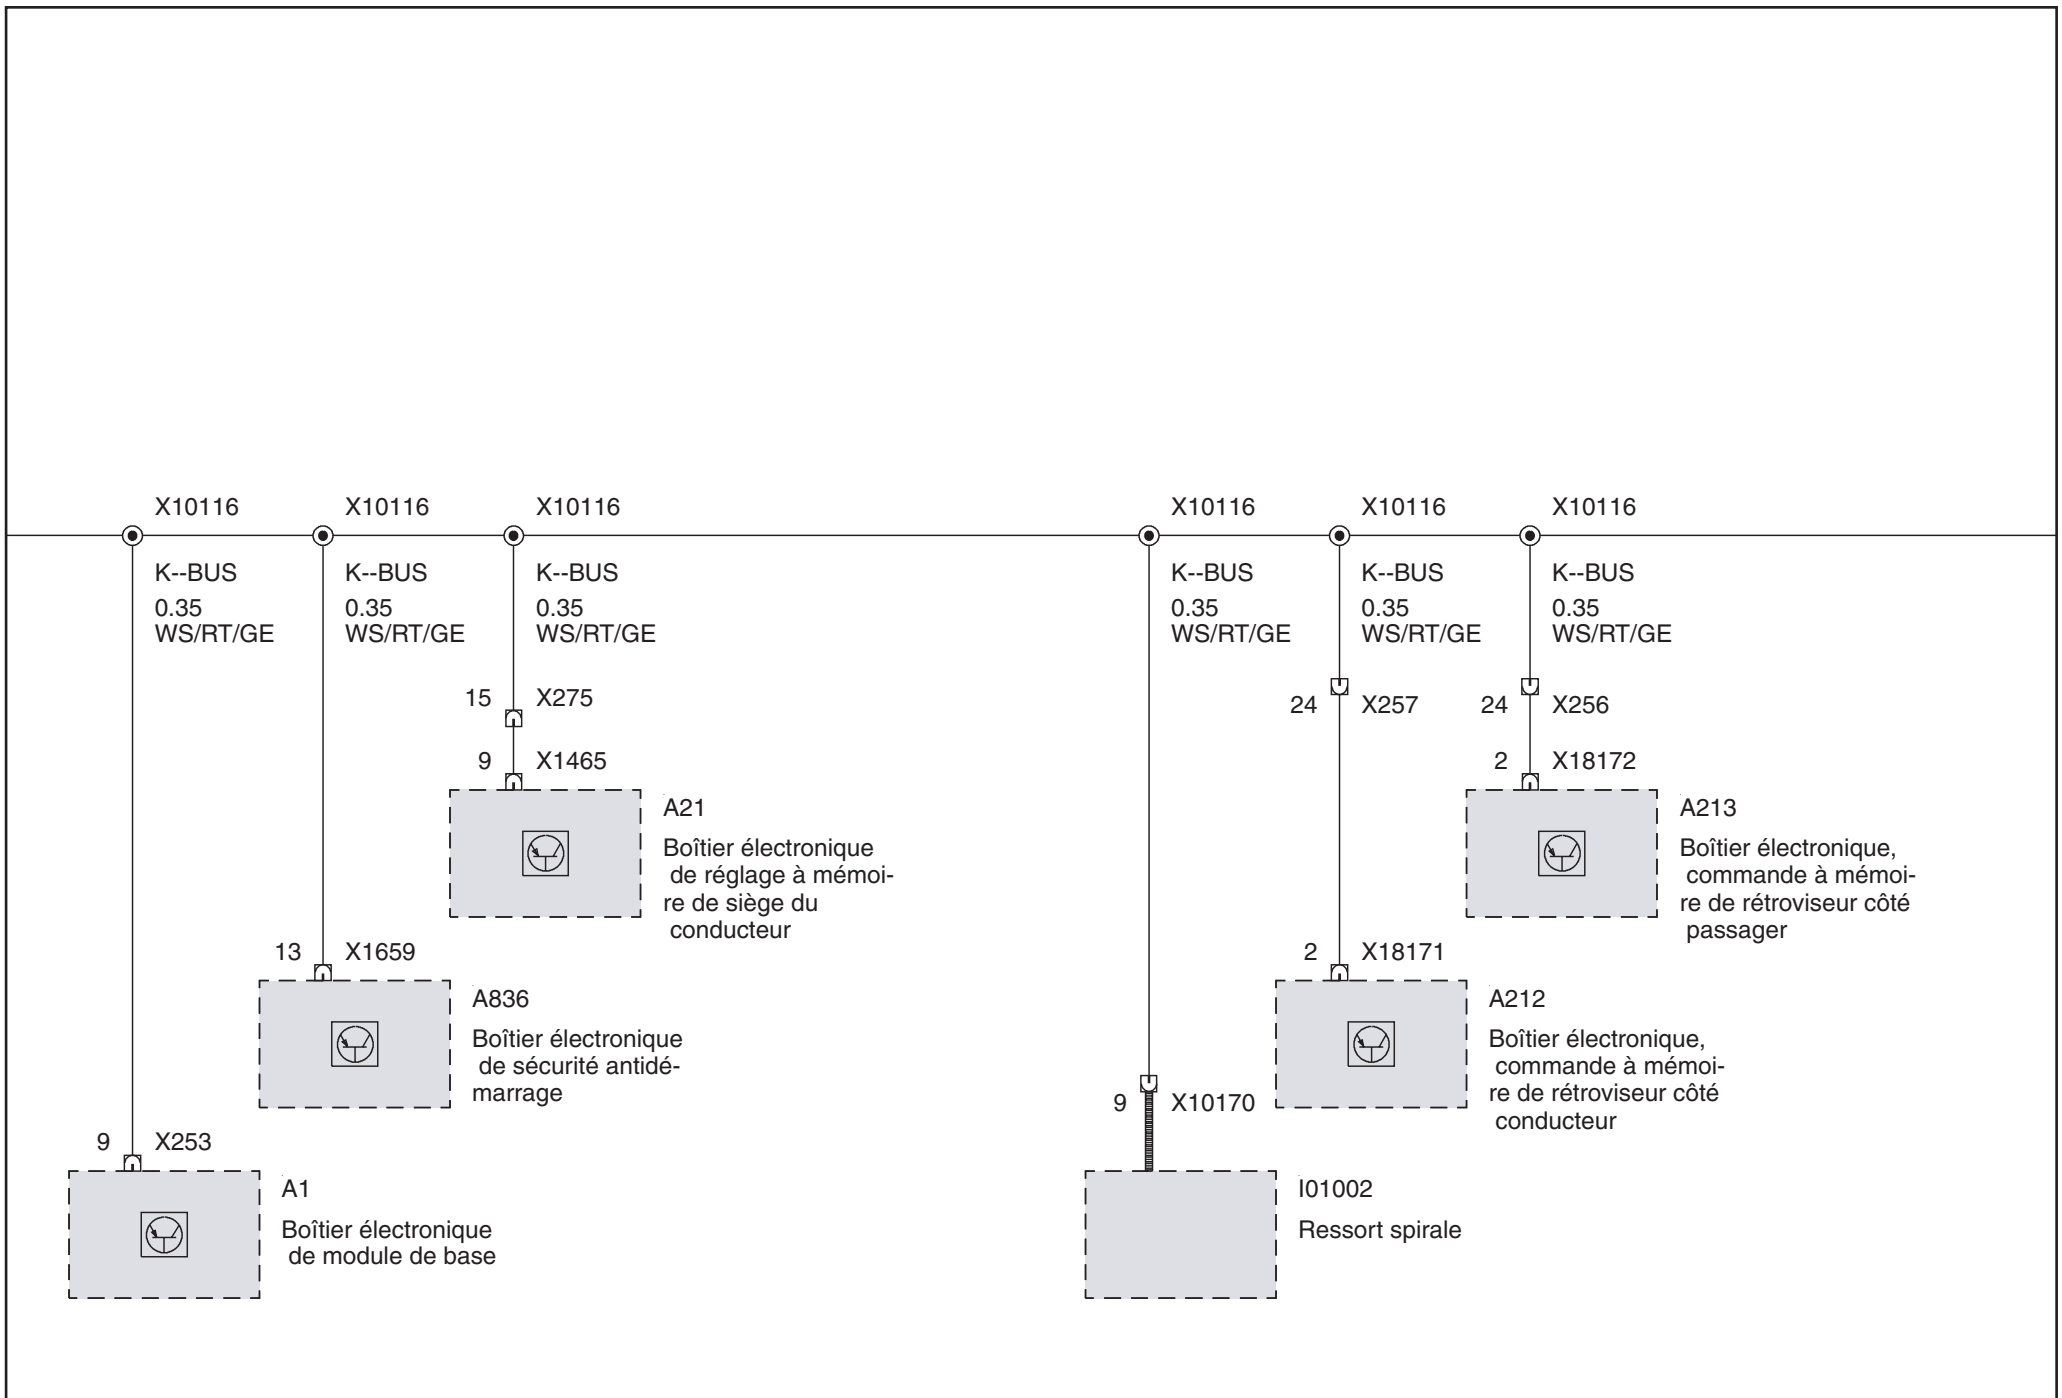 X10116
X10116
X10116
X10116
X10116
X10116
K--BUS
0.35
WS/RT/GE
K--BUS
0.35
WS/RT/GE
K--BUS
0.35
WS/RT/GE
K--BUS
0.35
WS/RT/GE
K--BUS
0.35
WS/RT/GE
K--BUS
0.35
WS/RT/GE
15 X275
24 X257
24 X256
9 X1465
2 X18172
A21
Boîtier électronique
de réglage à mémoi-
re de siège du
conducteur
A213
Boîtier électronique,
commande à mémoi-
re de rétroviseur côté
passager
13 X1659
2 X18171
A836
Boîtier électronique
de sécurité antidé-
marrage
A212
Boîtier électronique,
commande à mémoi-
re de rétroviseur côté
conducteur
9 X10170
9 X253
A1
Boîtier électronique
de module de base
I01002
Ressort spirale